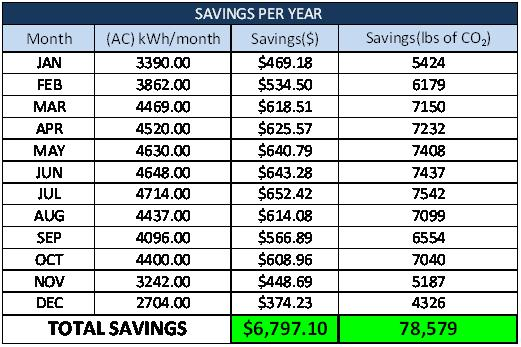 SAVINGS PER YEAR
Month (AC) kWh/month Savings($) Savings(lbs of CO₂)
JAN 3390.00 $469.18 5424
FEB 3862.00 $534.50 6179
MAR 4469.00 $618.51 7150
APR 4520.00 $625.57 7232
MAY 4630.00 $640.79 7408
JUN 4648.00 $643.28 7437
JUL 4714.00 $652.42 7542
AUG 4437.00 $614.08 7099
SEP 4096.00 $566.89 6554
OCT 4400.00 $608.96 7040
NOV 3242.00 $448.69 5187
DEC 2704.00 $374.23 4326
TOTAL SAVINGS $6,797.10 78,579